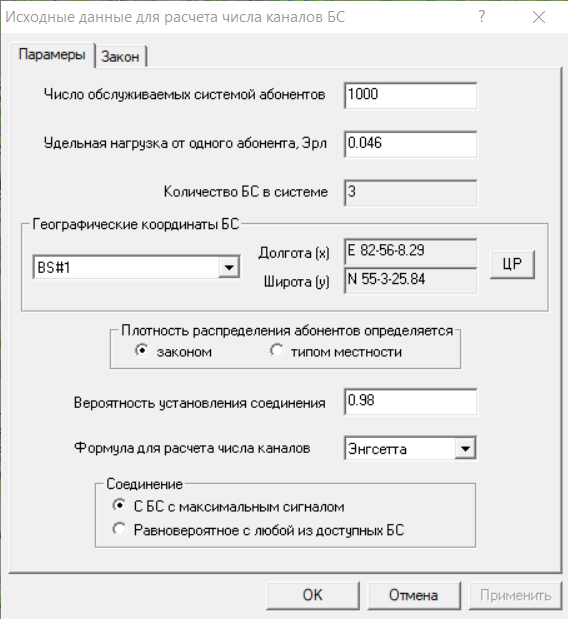 Исходные данные для расчета числа каналов БС ?
Парамеры Закон
Число обслуживаемых системой абонентов 1000
Удельная нагрузка от одного абонента, Эрл 0.046
Количество БС в системе 3
Географические координаты БС
BS#1 Долгота (x) E 82-56-8.29 ЦР
Широта (y) N 55-3-25.84
Плотность распределения абонентов определяется
законом типом местности
Вероятность установления соединения 0.98
Формула для расчета числа каналов Энгсетта
Соединение
С БС с максимальным сигналом
Равновероятное с любой из доступных БС
OK Отмена Применить